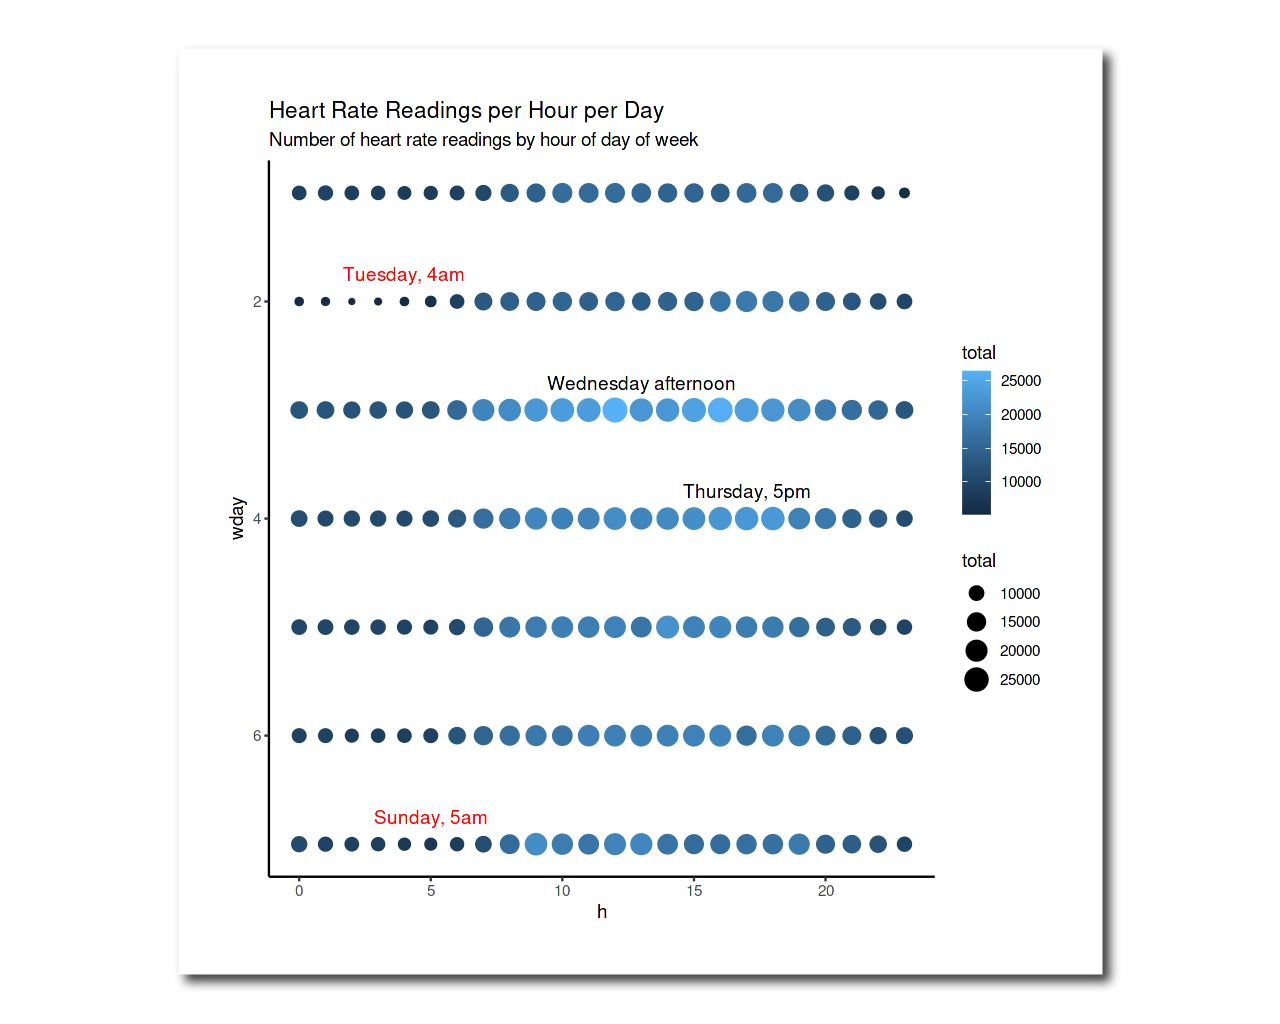 Heart Rate Readings per Hour per Day
Number of heart rate readings by hour of day of week
Tuesday, 4am
2
Wednesday afternoon
Thursday, 5pm
wday
4
6
Sunday, 5am
0 5 10 15 20
h
total
25000
20000
15000
10000
total
10000
15000
20000
25000